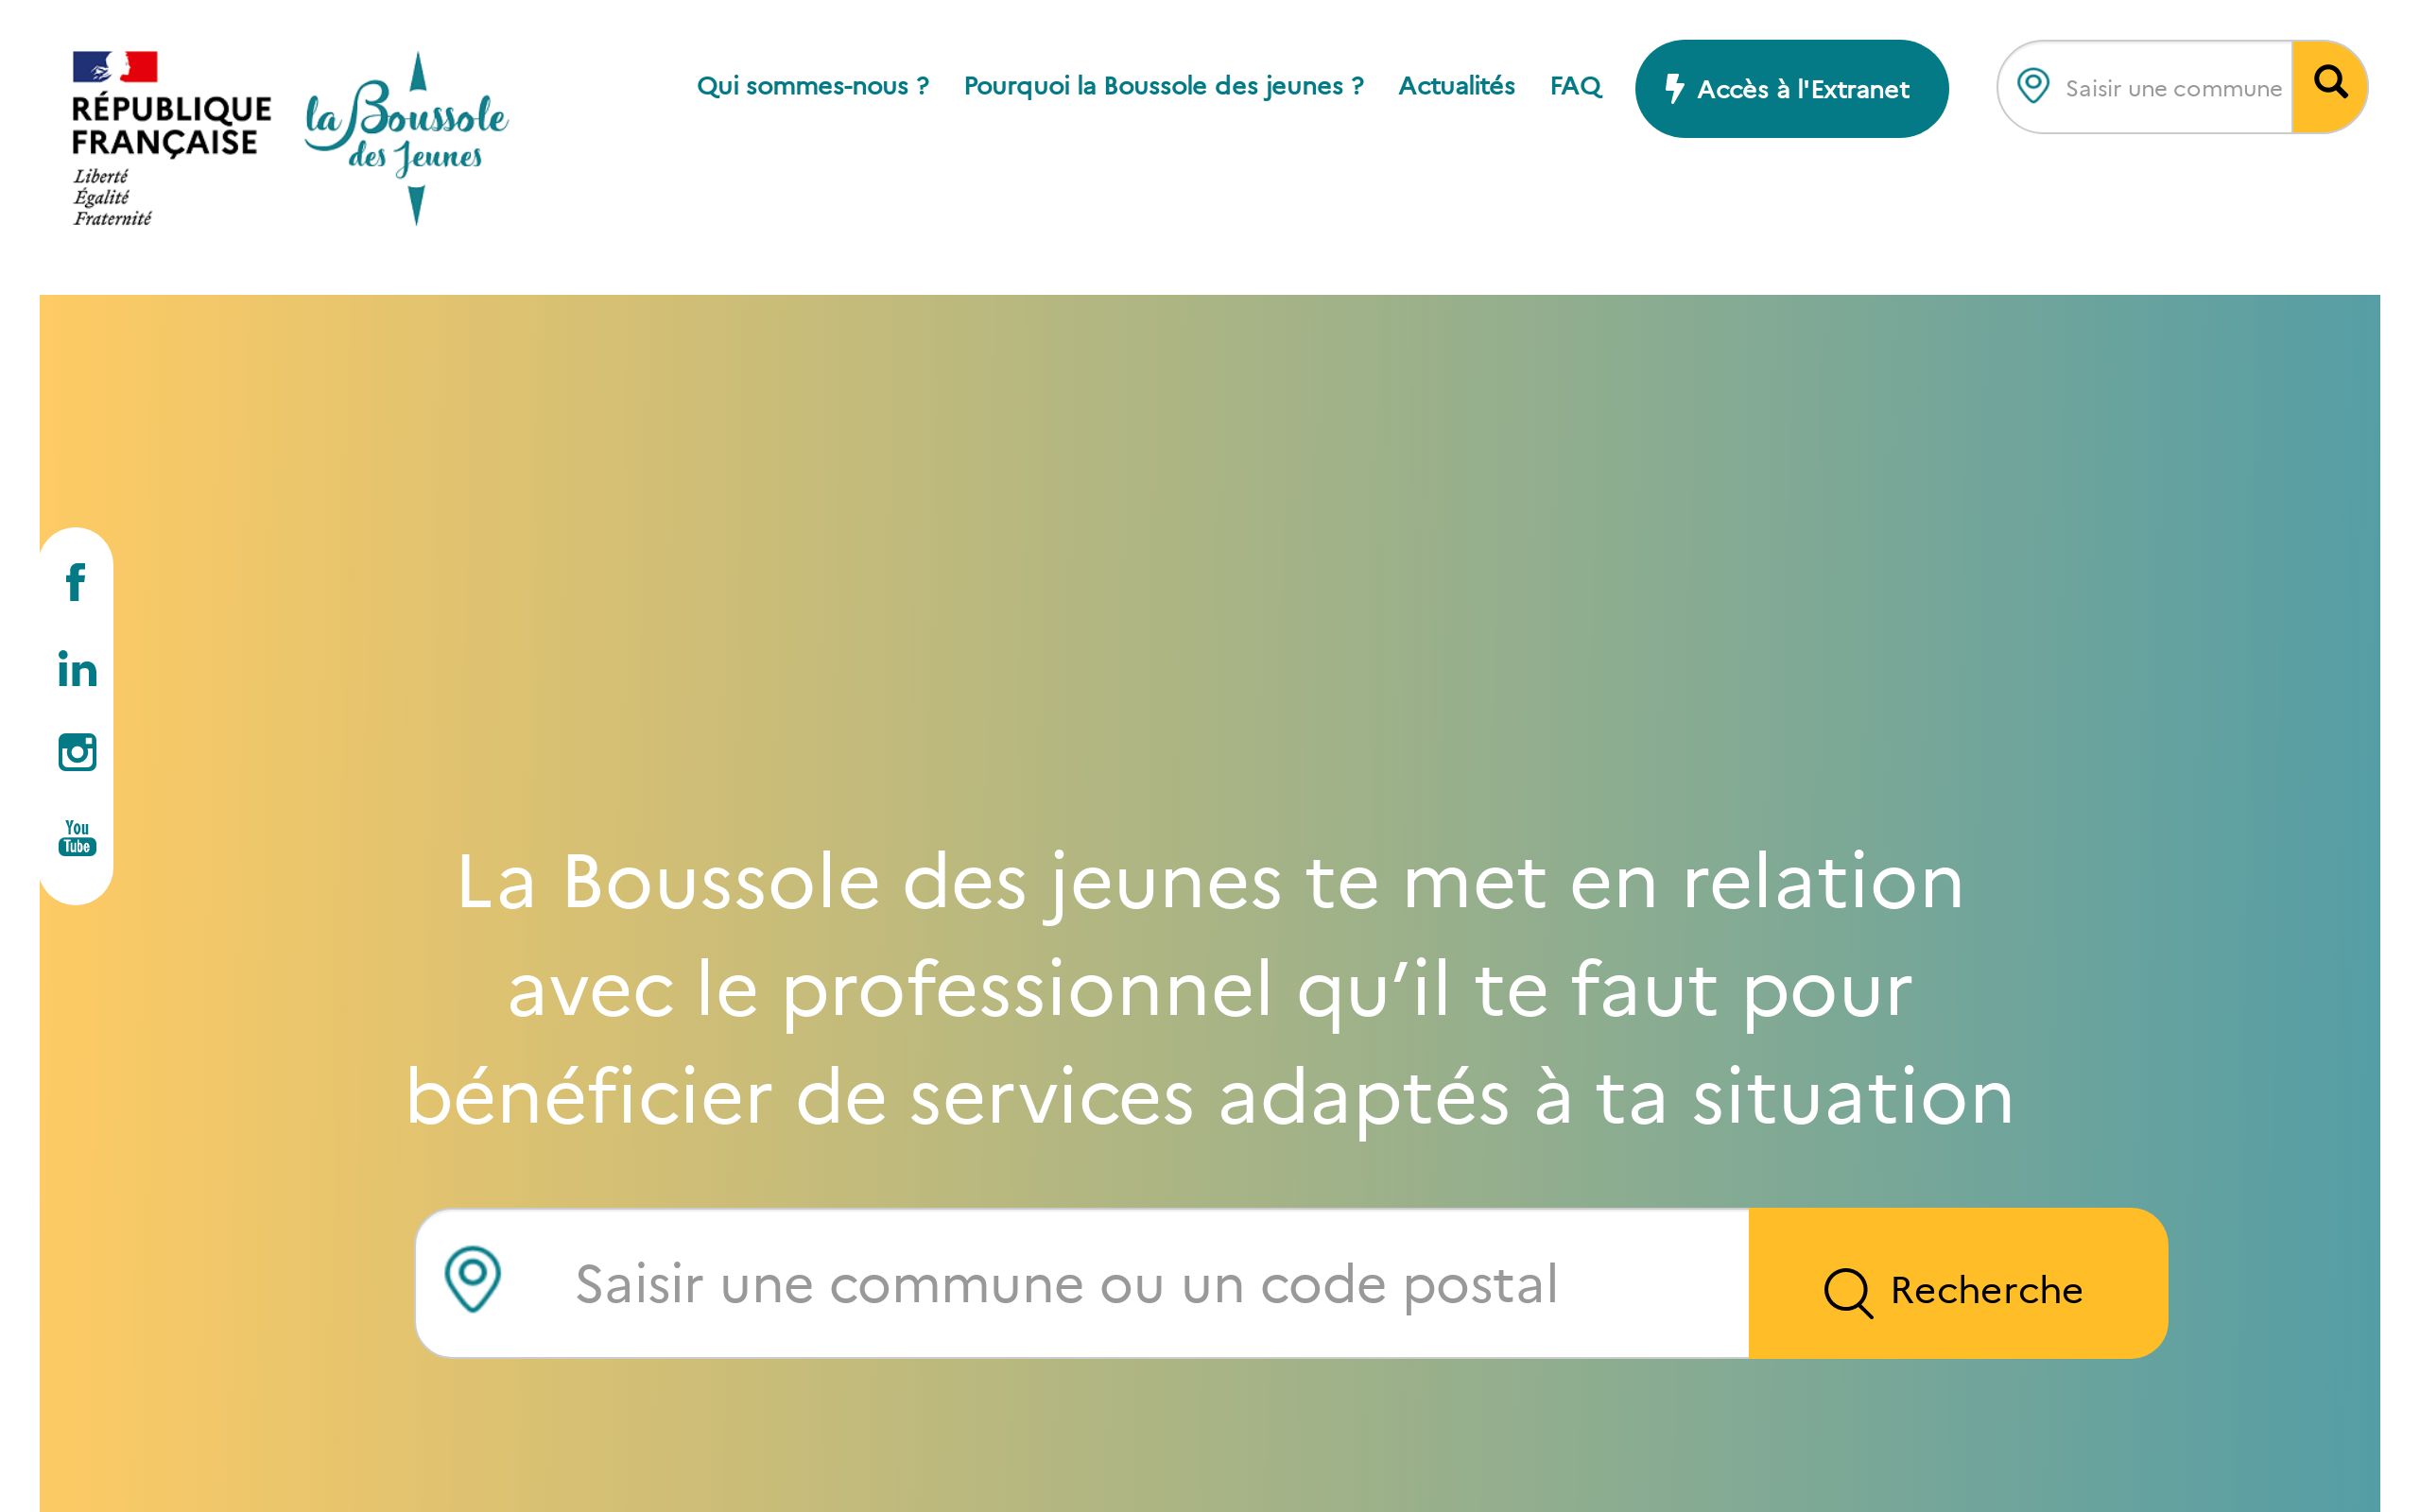 RÉPUBLIQUE
FRANÇAISE
Liberté
Égalité
Fraternité
la Boussole
des Jeunes
Qui sommes-nous ?
Pourquoi la Boussole des jeunes ?
Actualités
FAQ
Accès à l'Extranet
Saisir une commune
You
Tube
La Boussole des jeunes te met en relation
avec le professionnel qu’il te faut pour
bénéficier de services adaptés à ta situation
Saisir une commune ou un code postal
Recherche